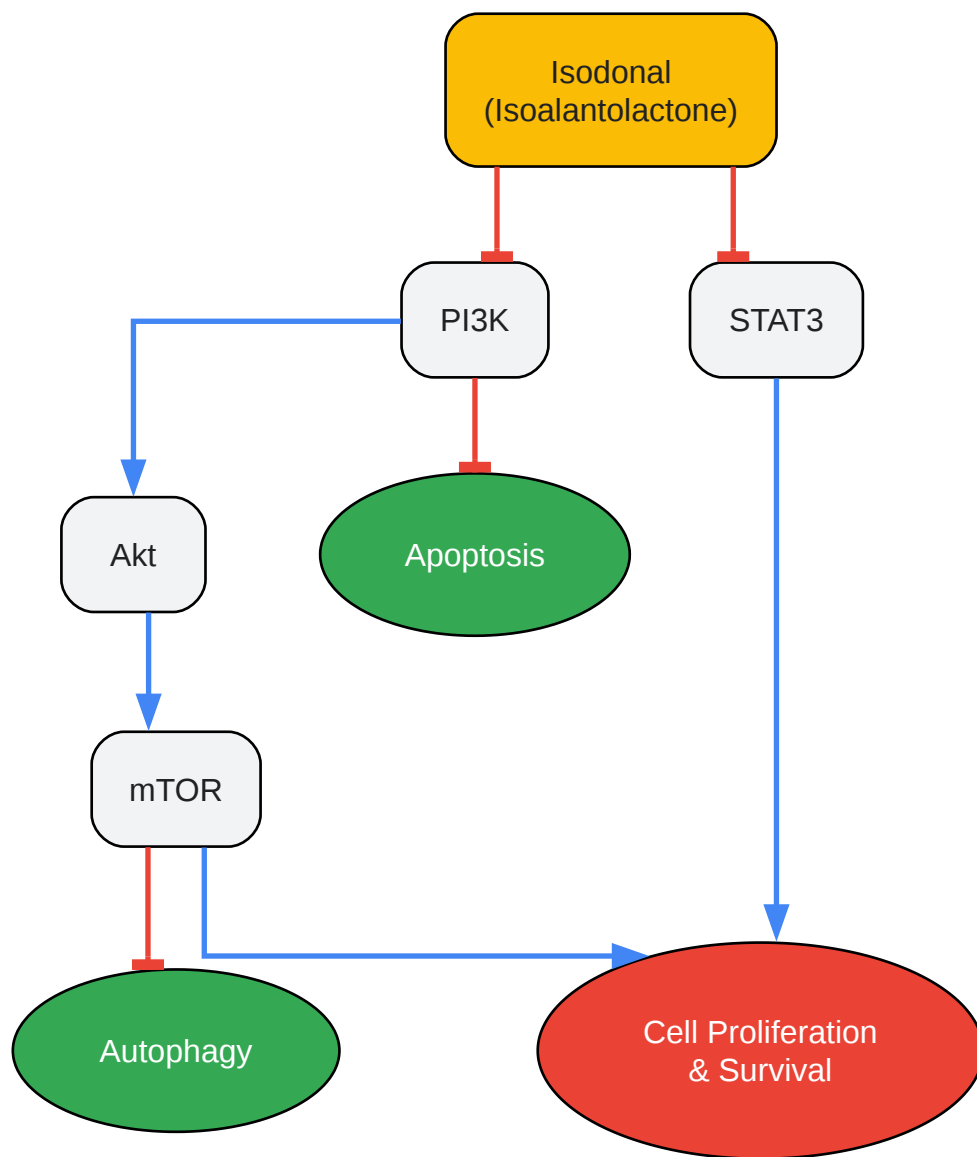 Isodonal
(Isoalantolactone)
PI3K
STAT3
Akt
Apoptosis
mTOR
Autophagy
Cell Proliferation
& Survival